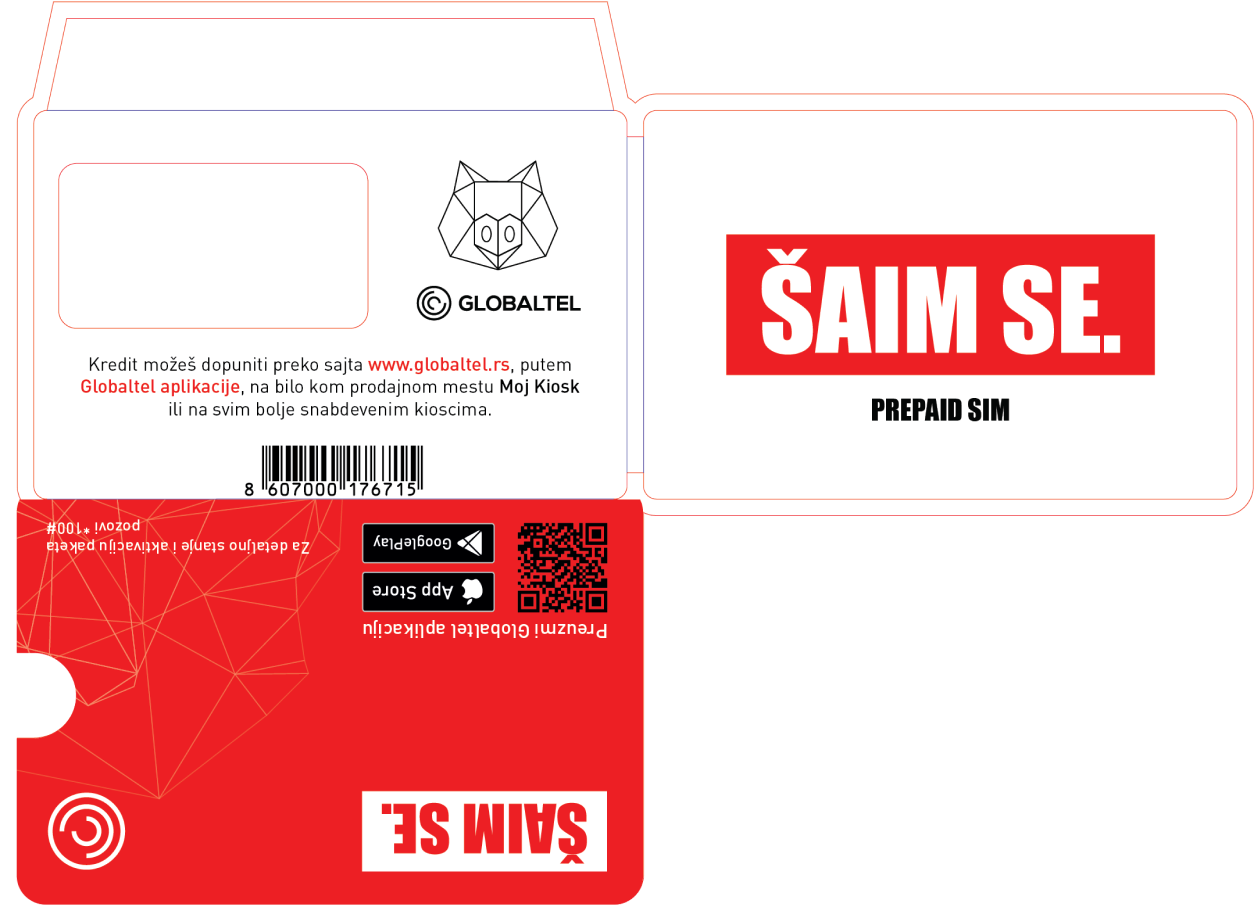 GLOBALTEL
Kredit možeš dopuniti preko sajta www.globaltel.rs, putem
Globaltel aplikacije, na bilo kom prodajnom mestu Moj Kiosk
ili na svim bolje snabdevenim kioscima.
8 607000 176715
ŠAIM SE.
PREPAID SIM
ŠAIM SE.
Preuzmi Globaltel aplikaciju
App Store
GooglePlay
Za detaljno stanje i aktivaciju paketa
pozovi *100#